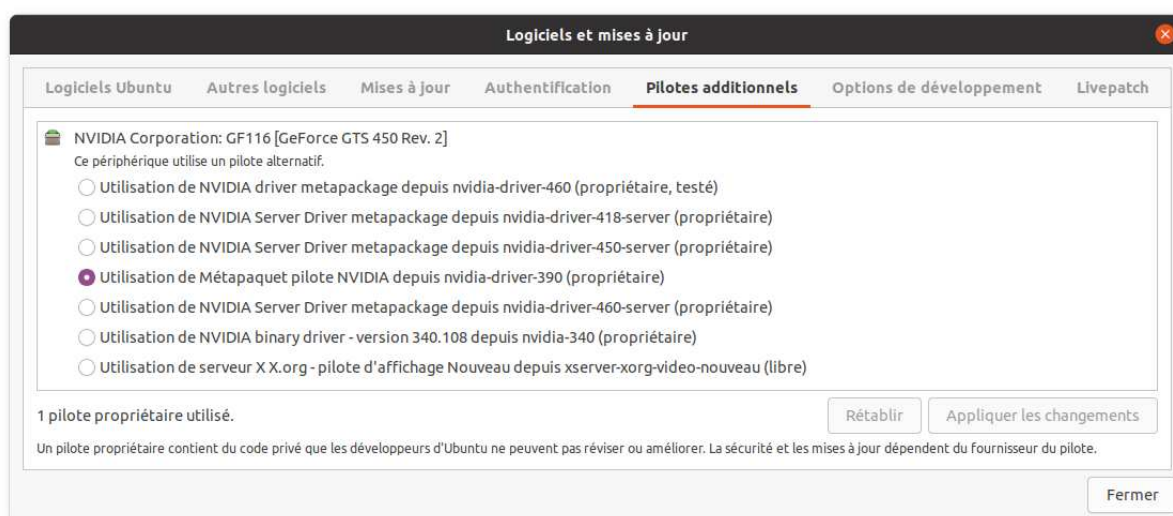 Logiciels et mises à jour
Logiciels Ubuntu Autres logiciels Mises à jour Authentification Pilotes additionnels Options de développement Livepatch
NVIDIA Corporation: GF116 [GeForce GTS 450 Rev. 2]
Ce périphérique utilise un pilote alternatif.
Utilisation de NVIDIA driver metapackage depuis nvidia-driver-460 (propriétaire, testé)
Utilisation de NVIDIA Server Driver metapackage depuis nvidia-driver-418-server (propriétaire)
Utilisation de NVIDIA Server Driver metapackage depuis nvidia-driver-450-server (propriétaire)
Utilisation de Métapaquet pilote NVIDIA depuis nvidia-driver-390 (propriétaire)
Utilisation de NVIDIA Server Driver metapackage depuis nvidia-driver-460-server (propriétaire)
Utilisation de NVIDIA binary driver - version 340.108 depuis nvidia-340 (propriétaire)
Utilisation de serveur X X.org - pilote d'affichage Nouveau depuis xserver-xorg-video-nouveau (libre)
1 pilote propriétaire utilisé.
Rétablir Appliquer les changements
Un pilote propriétaire contient du code privé que les développeurs d'Ubuntu ne peuvent pas réviser ou améliorer. La sécurité et les mises à jour dépendent du fournisseur du pilote.
Fermer